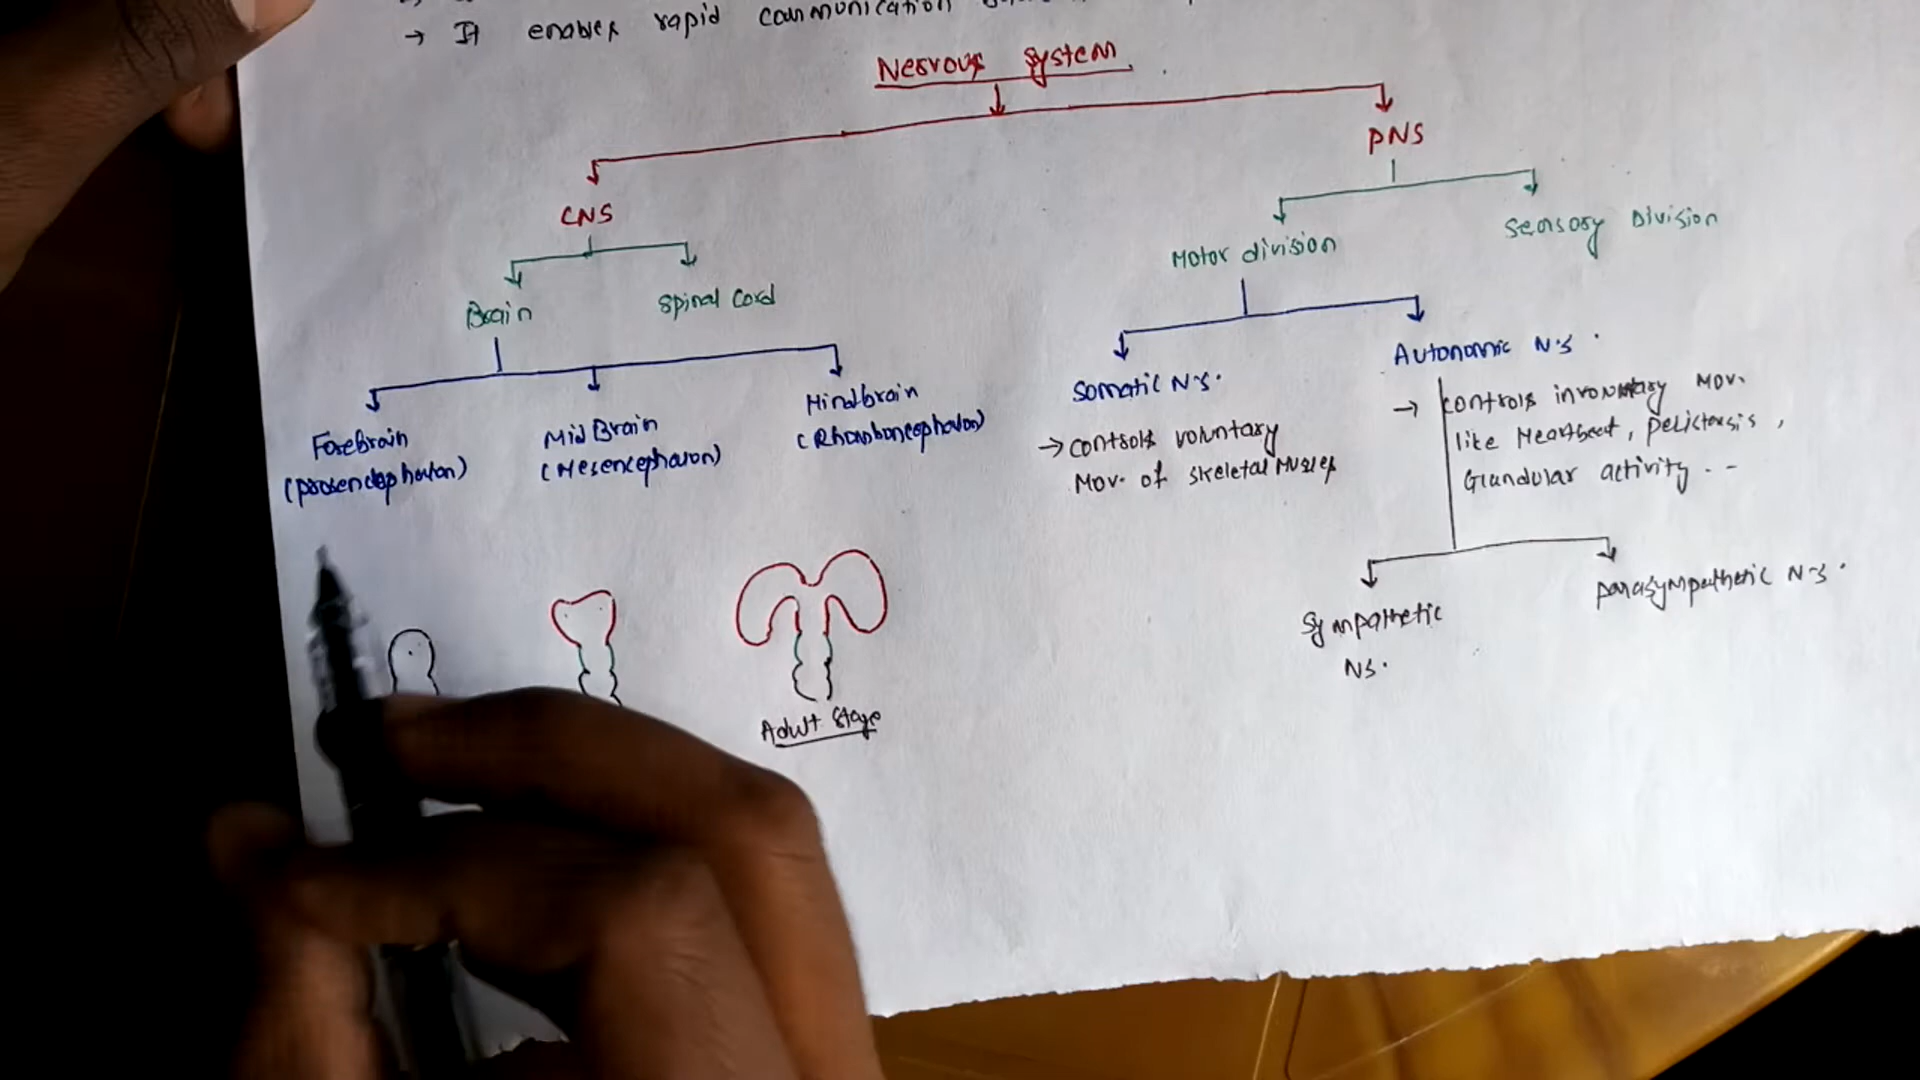 → It enables rapid communication
Nervous system
PNS
CNS
Motor division
Sensory Division
Brain
Spinal Cord
Somatic N.S.
Autonomic N.S.
ForeBrain
(prosencephalon)
Mid Brain
(Mesencephalon)
Hindbrain
(Rhombencephalon)
→ controls voluntary
Mov. of skeletal Muscles
→ controls involuntary Mov.
like Heartbeat, pelistersis,
Glandular activity - -
Sympathetic
NS.
parasympathetic N.S.
Adult Stage